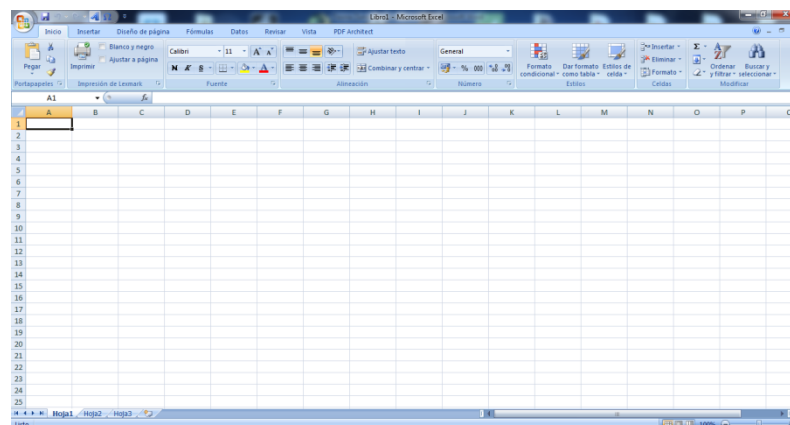 Libro1 - Microsoft Excel
Inicio Insertar Diseño de página Fórmulas Datos Revisar Vista PDF Architect
Pegar Imprimir Blanco y negro Calibri 11 A A Ajustar texto General Formato condicional Dar formato como tabla Estilos de celda Insertar Σ Ordenar y filtrar Buscar y seleccionar
Ajustar a página N K S A Combinar y centrar % 000 Eliminar
Formato
Portapapeles Impresión de Lexmark Fuente Alineación Número Estilos Celdas Modificar
A1 fx
A B C D E F G H I J K L M N O P
1
2
3
4
5
6
7
8
9
10
11
12
13
14
15
16
17
18
19
20
21
22
23
24
25
Hoja1 Hoja2 Hoja3
Listo 100%